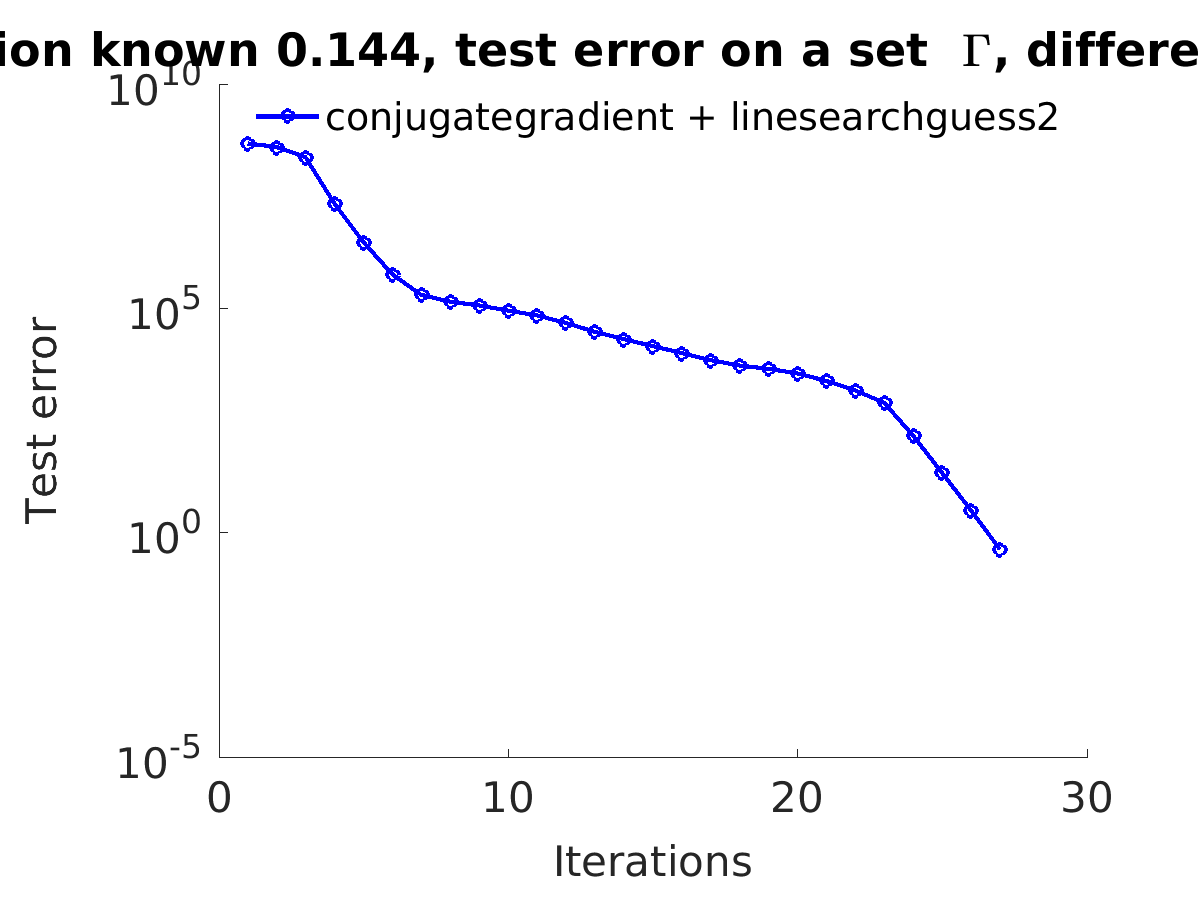 ion known 0.144, test error on a set Γ, differe
10^10
conjugategradient + linesearchguess2
10^5
Test error
10^0
10^-5
0 10 20 30
Iterations